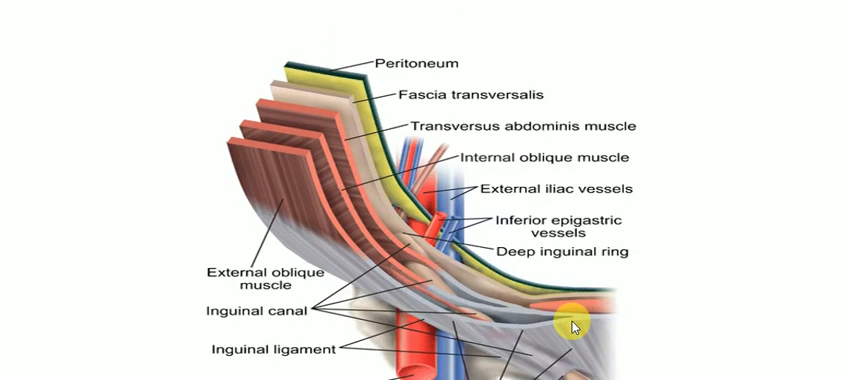 Peritoneum
Fascia transversalis
Transversus abdominis muscle
Internal oblique muscle
External iliac vessels
Inferior epigastric
vessels
Deep inguinal ring
External oblique
muscle
Inguinal canal
Inguinal ligament